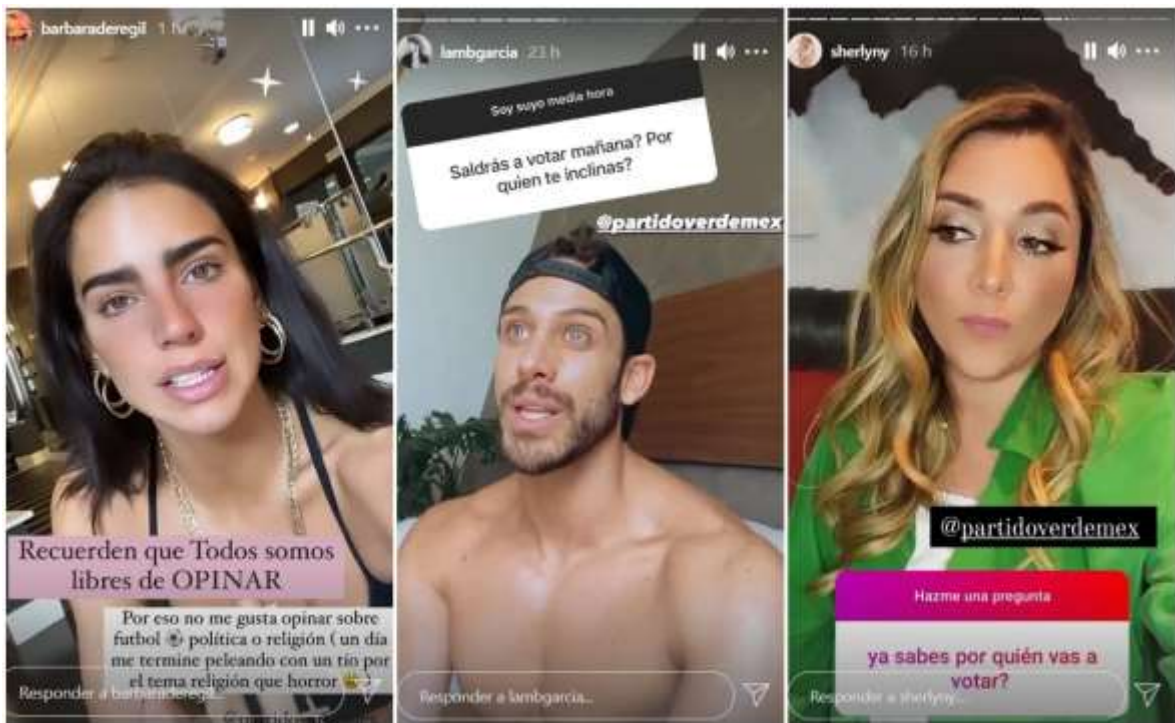 barbaraderegil 1 h
Recuerden que Todos somos
libres de OPINAR
Por eso no me gusta opinar sobre
futbol ⚽ política o religión ( un día
me termine peleando con un tío por
el tema religión que horror
Responder a barbaraderegil...
lambgarcia 23 h
Soy suyo media hora
Saldrás a votar mañana? Por
quien te inclinas?
@partidoverdemex
Responder a lambgarcia...
sherlyny 16 h
@partidoverdemex
Hazme una pregunta
ya sabes por quién vas a
votar?
Responder a sherlyny...